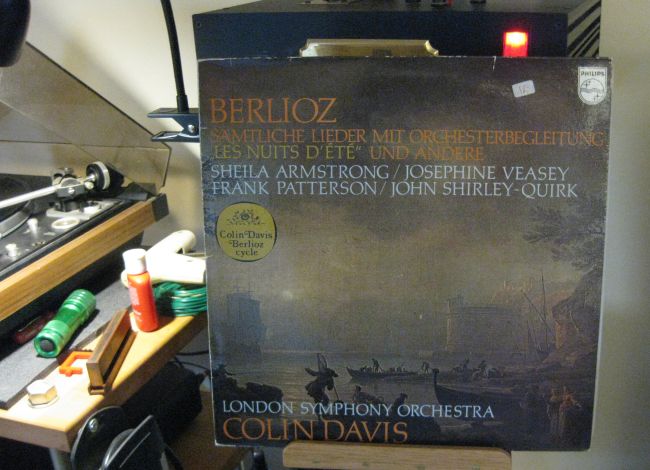 BERLIOZ
PHILIPS
SÄMTLICHE LIEDER MIT ORCHESTERBEGLEITUNG
"LES NUITS D'ÉTÉ" UND ANDERE
SHEILA ARMSTRONG / JOSEPHINE VEASEY
FRANK PATTERSON / JOHN SHIRLEY-QUIRK
Colin Davis
Berlioz
cycle
LONDON SYMPHONY ORCHESTRA
COLIN DAVIS